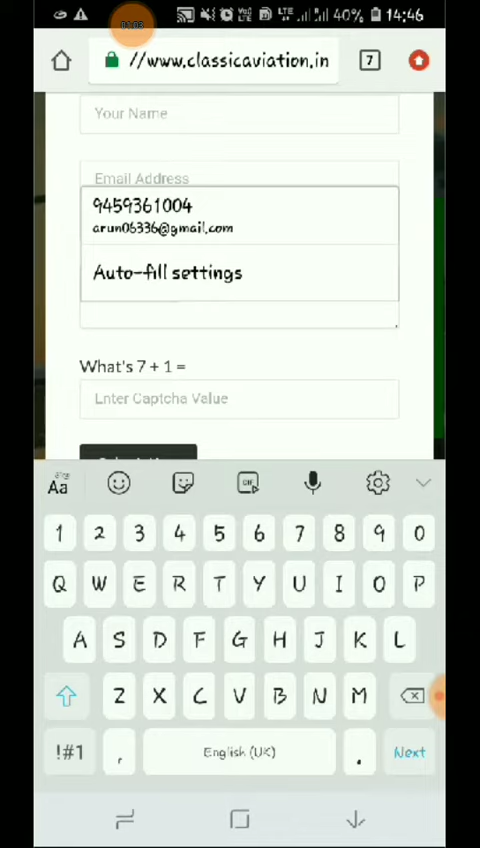 40% 14:46
//www.classicaviation.in
7
Your Name
Email Address
9459361004
arun06336@gmail.com
Auto-fill settings
What's 7 + 1 =
Enter Captcha Value
Aa GIF
1 2 3 4 5 6 7 8 9 0
Q W E R T Y U I O P
A S D F G H J K L
Z X C V B N M
!#1 , English (UK) . Next